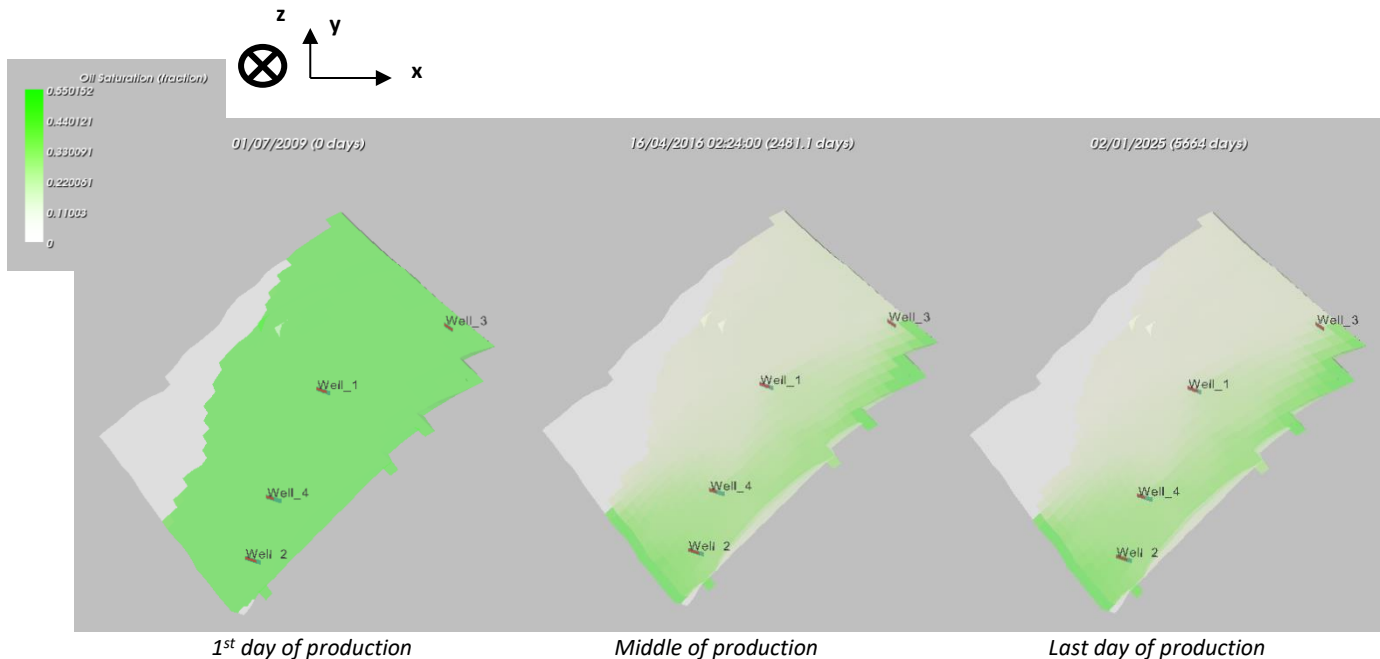 z
y
x
Oil Saturation (fraction)
0.550152
0.440121
0.330091
0.220061
0.11003
0
01/07/2009 (0 days)
16/04/2016 02:24:00 (2481.1 days)
02/01/2025 (5664 days)
Well_3
Well_1
Well_4
Well_2
Well_3
Well_1
Well_4
Well_2
Well_3
Well_1
Well_4
Well_2
1st day of production
Middle of production
Last day of production